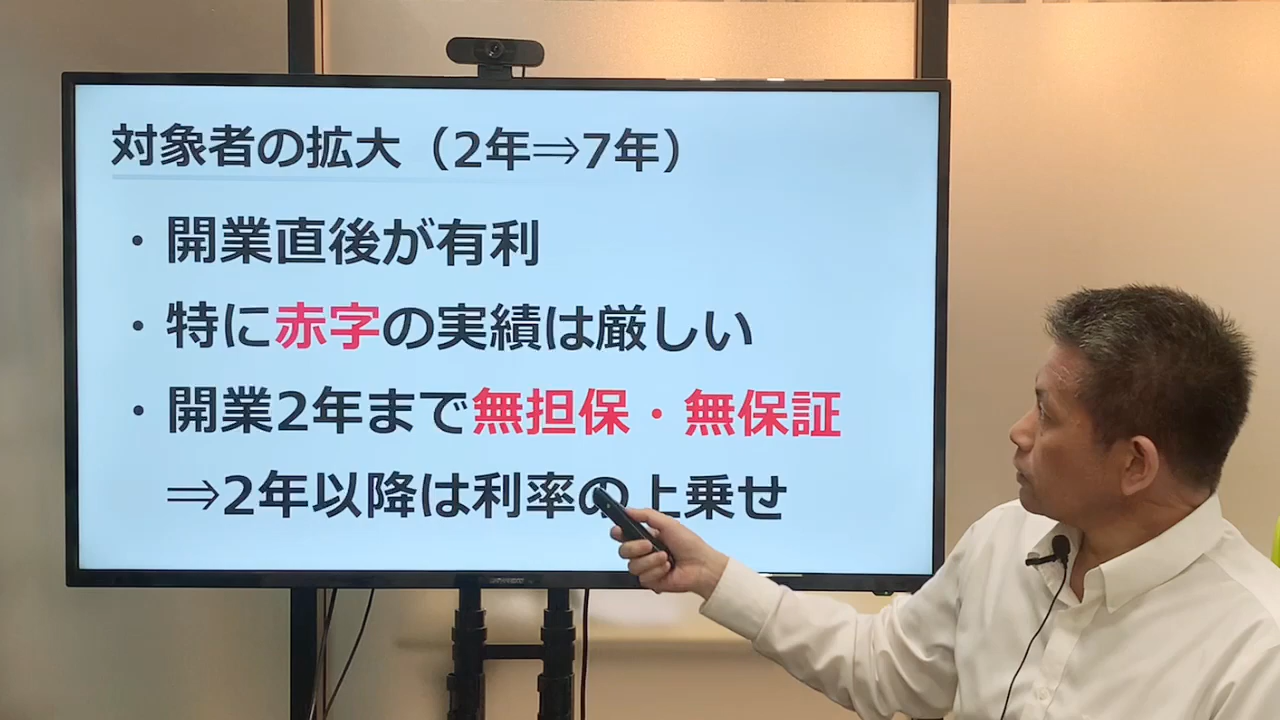 対象者の拡大（2年⇒7年）
・開業直後が有利
・特に赤字の実績は厳しい
・開業2年まで無担保・無保証
⇒2年以降は利率の上乗せ